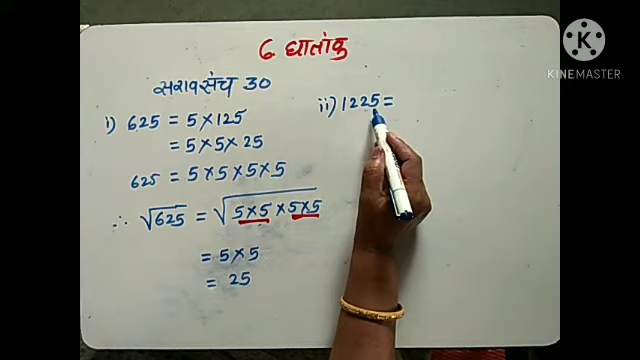 6. घातांक
सरावसंच 30
i) 625 = 5 × 125
= 5 × 5 × 25
625 = 5 × 5 × 5 × 5
∴ √625 = √5×5 × 5×5
= 5 × 5
= 25
ii) 1225 =
KINEMASTER